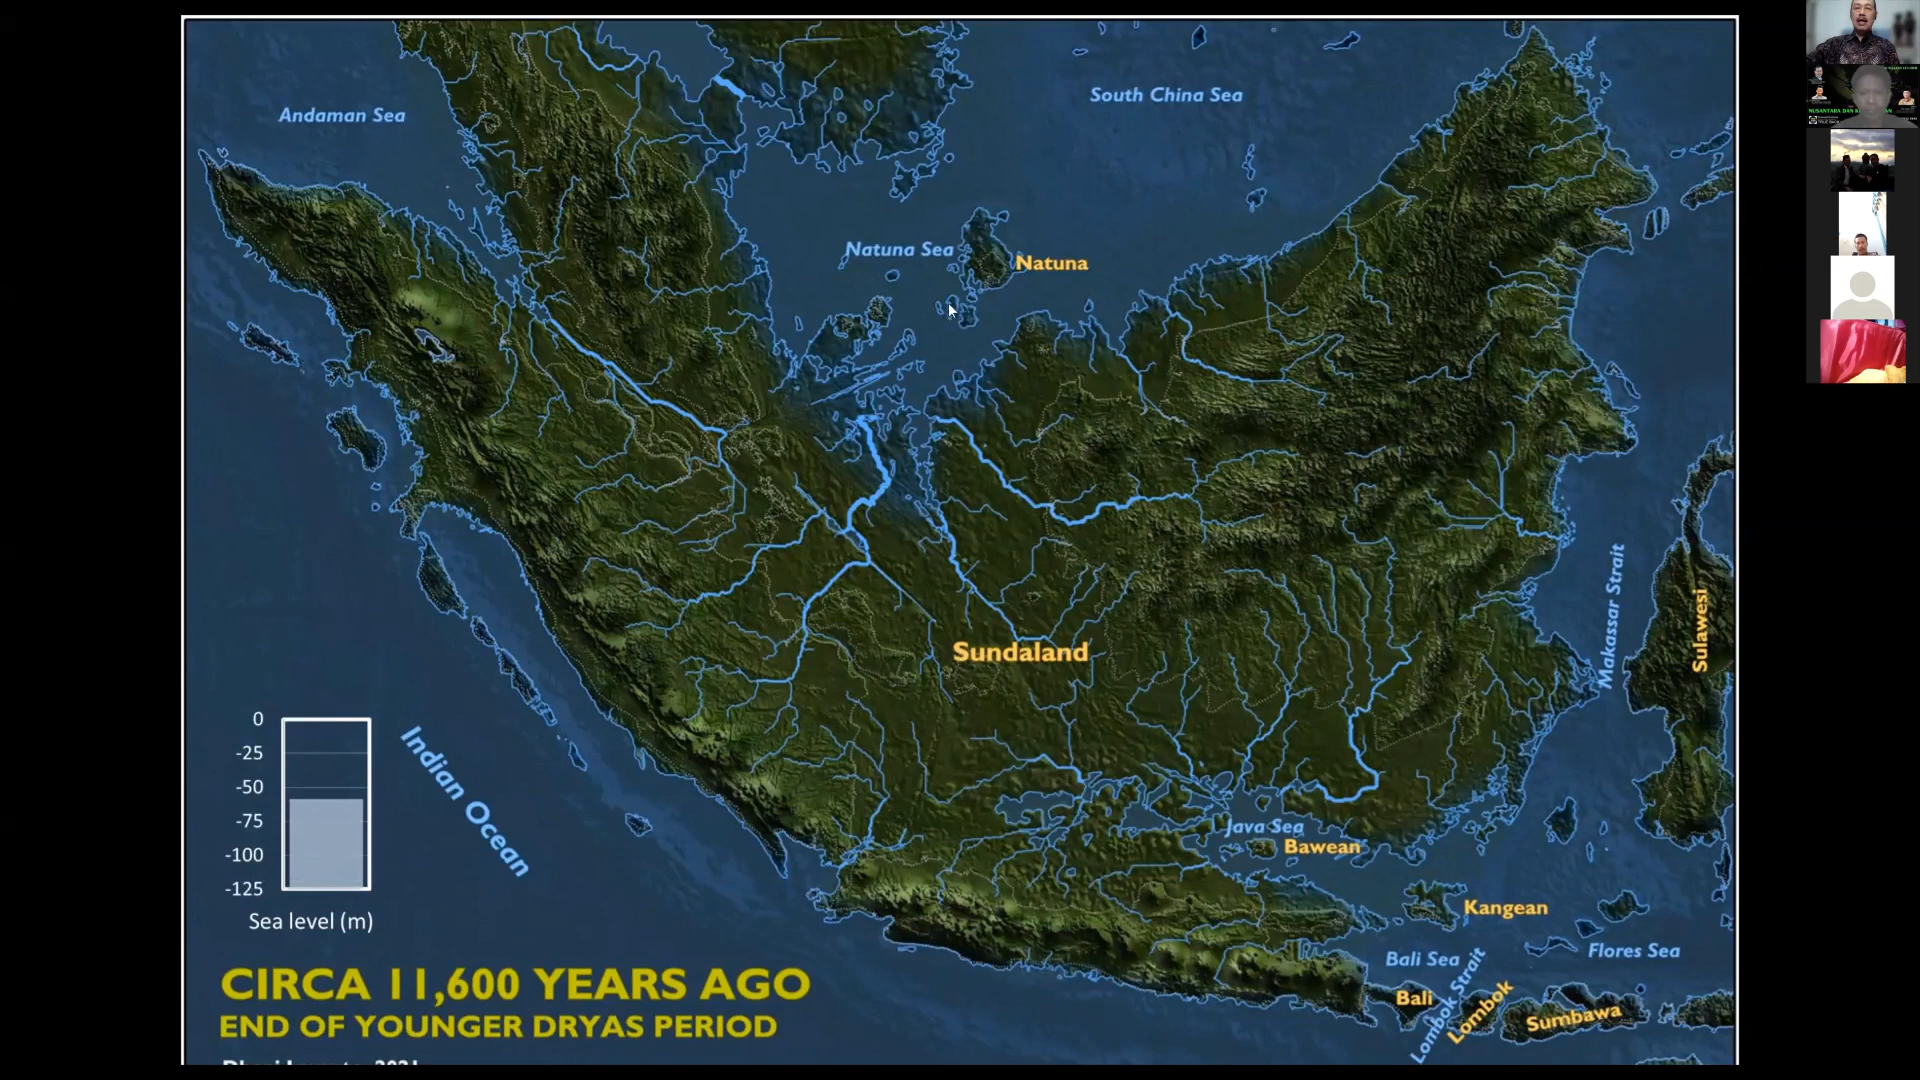 Andaman Sea
South China Sea
Natuna Sea
Natuna
Sundaland
Makassar Strait
Sulawesi
0
-25
-50
-75
-100
-125
Sea level (m)
Indian Ocean
Java Sea
Bawean
Kangean
Bali Sea
Flores Sea
Bali
Lombok Strait
Lombok
Sumbawa
CIRCA 11,600 YEARS AGO
END OF YOUNGER DRYAS PERIOD
NUSANTARA DAN